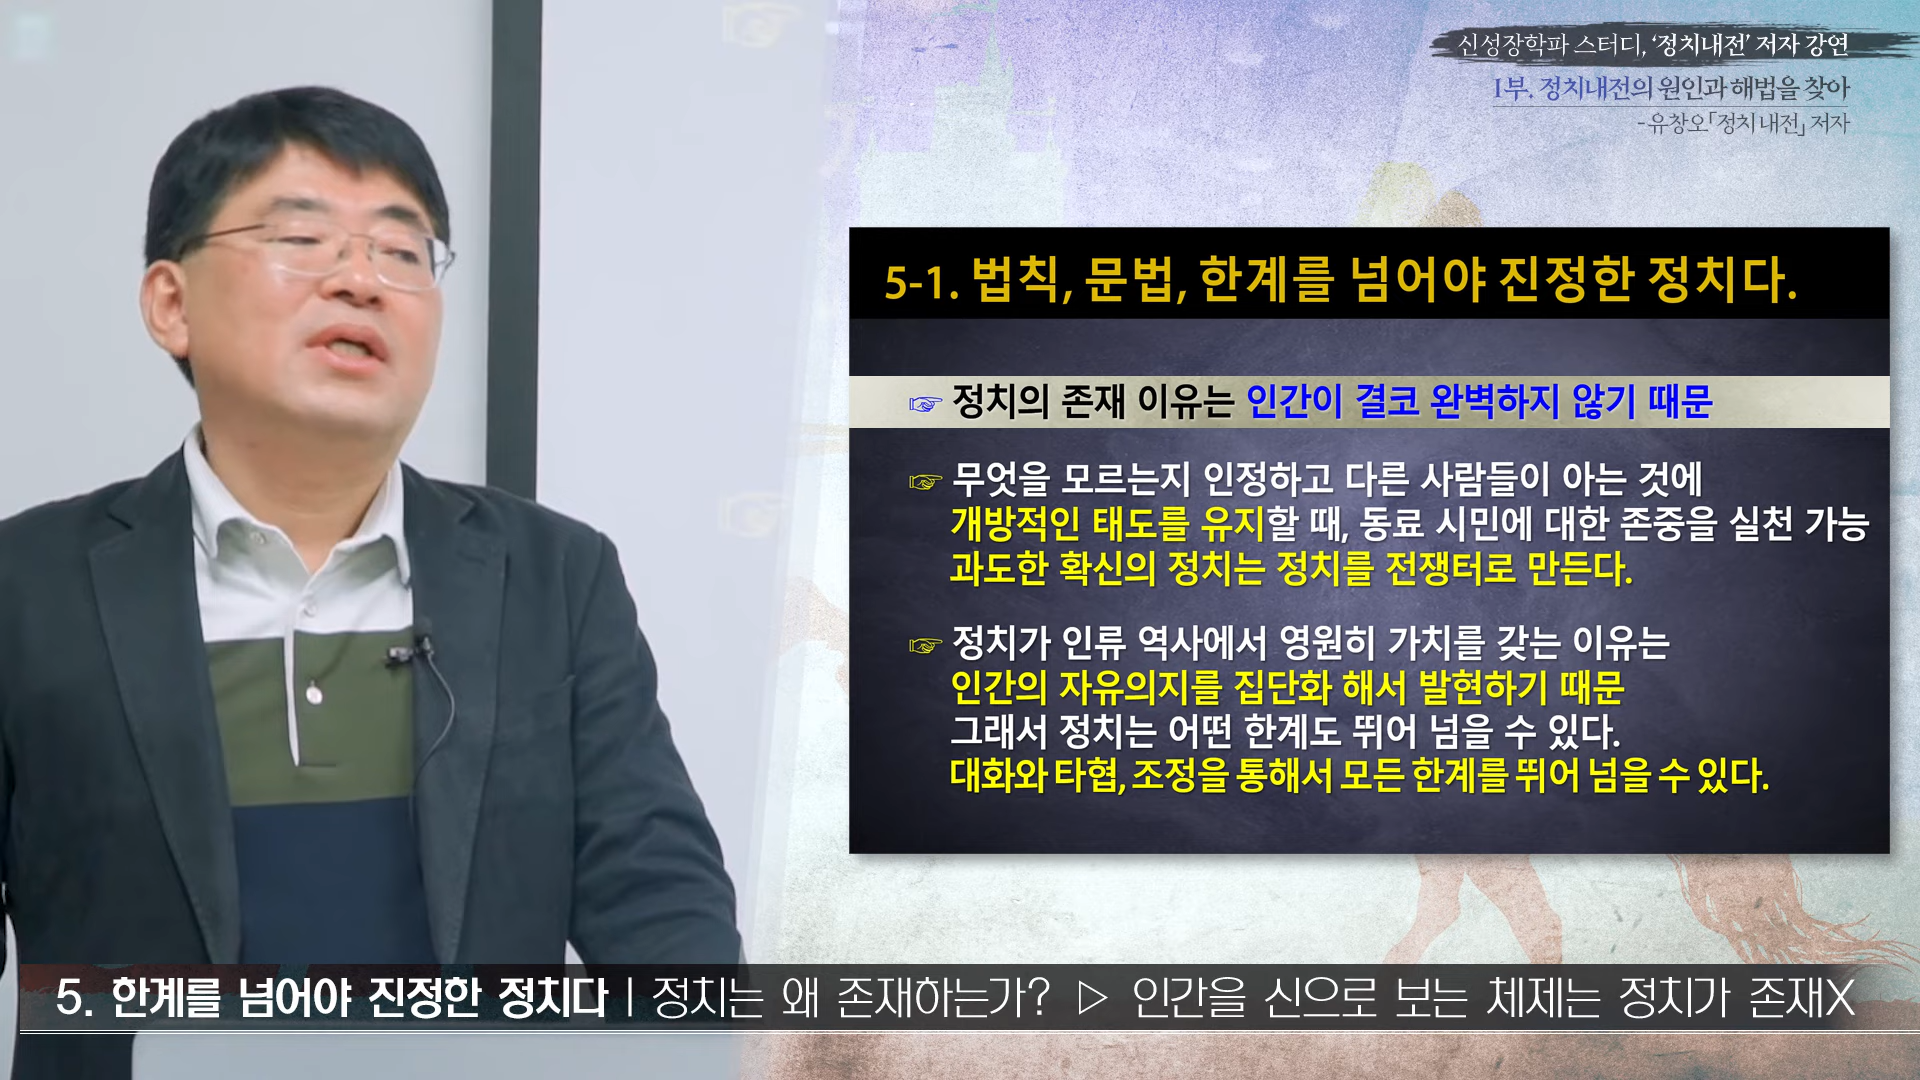 신성장학파 스터디, ‘정치내전’ 저자 강연
1부. 정치내전의 원인과 해법을 찾아
-유창오「정치 내전」 저자
5-1. 법칙, 문법, 한계를 넘어야 진정한 정치다.
☞ 정치의 존재 이유는 인간이 결코 완벽하지 않기 때문
☞ 무엇을 모르는지 인정하고 다른 사람들이 아는 것에
개방적인 태도를 유지할 때, 동료 시민에 대한 존중을 실천 가능
과도한 확신의 정치는 정치를 전쟁터로 만든다.
☞ 정치가 인류 역사에서 영원히 가치를 갖는 이유는
인간의 자유의지를 집단화 해서 발현하기 때문
그래서 정치는 어떤 한계도 뛰어 넘을 수 있다.
대화와 타협, 조정을 통해서 모든 한계를 뛰어 넘을 수 있다.
5. 한계를 넘어야 진정한 정치다 | 정치는 왜 존재하는가? ▷ 인간을 신으로 보는 체제는 정치가 존재X